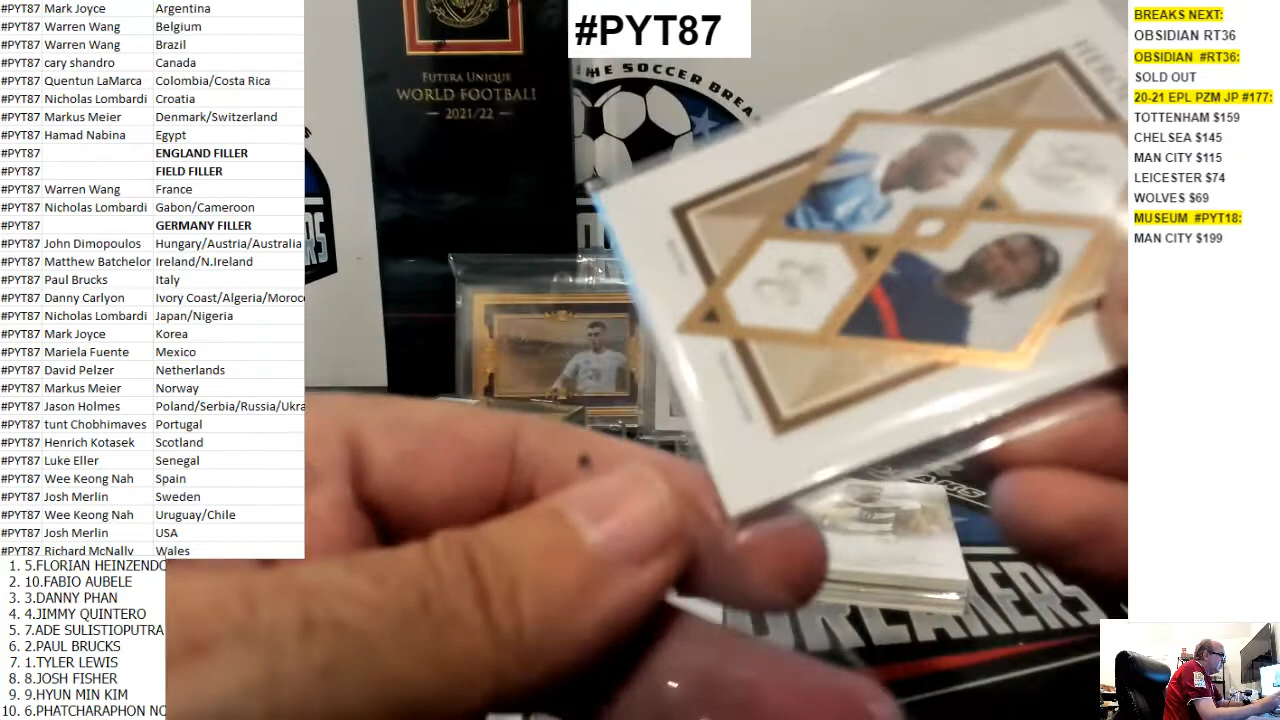 #PYT87 Mark Joyce Argentina
#PYT87 Warren Wang Belgium
#PYT87 Warren Wang Brazil
#PYT87 cary shandro Canada
#PYT87 Quentun LaMarca Colombia/Costa Rica
#PYT87 Nicholas Lombardi Croatia
#PYT87 Markus Meier Denmark/Switzerland
#PYT87 Hamad Nabina Egypt
#PYT87 ENGLAND FILLER
#PYT87 FIELD FILLER
#PYT87 Warren Wang France
#PYT87 Nicholas Lombardi Gabon/Cameroon
#PYT87 GERMANY FILLER
#PYT87 John Dimopoulos Hungary/Austria/Australia
#PYT87 Matthew Batchelor Ireland/N.Ireland
#PYT87 Paul Brucks Italy
#PYT87 Danny Carlyon Ivory Coast/Algeria/Moroc
#PYT87 Nicholas Lombardi Japan/Nigeria
#PYT87 Mark Joyce Korea
#PYT87 Mariela Fuente Mexico
#PYT87 David Pelzer Netherlands
#PYT87 Markus Meier Norway
#PYT87 Jason Holmes Poland/Serbia/Russia/Ukra
#PYT87 tunt Chobhimaves Portugal
#PYT87 Henrich Kotasek Scotland
#PYT87 Luke Eller Senegal
#PYT87 Wee Keong Nah Spain
#PYT87 Josh Merlin Sweden
#PYT87 Wee Keong Nah Uruguay/Chile
#PYT87 Josh Merlin USA
#PYT87 Richard McNally Wales
1. 5.FLORIAN HEINZENDO
2. 10.FABIO AUBELE
3. 3.DANNY PHAN
4. 4.JIMMY QUINTERO
5. 7.ADE SULISTIOPUTRA
6. 2.PAUL BRUCKS
7. 1.TYLER LEWIS
8. 8.JOSH FISHER
9. 9.HYUN MIN KIM
10. 6.PHATCHARAPHON NO
#PYT87
FUTERA UNIQUE
WORLD FOOTBALL
— 2021/22 —
THE SOCCER BREA
BREAKERS
BREAKS NEXT:
OBSIDIAN RT36
OBSIDIAN #RT36:
SOLD OUT
20-21 EPL PZM JP #177:
TOTTENHAM $159
CHELSEA $145
MAN CITY $115
LEICESTER $74
WOLVES $69
MUSEUM #PYT18:
MAN CITY $199